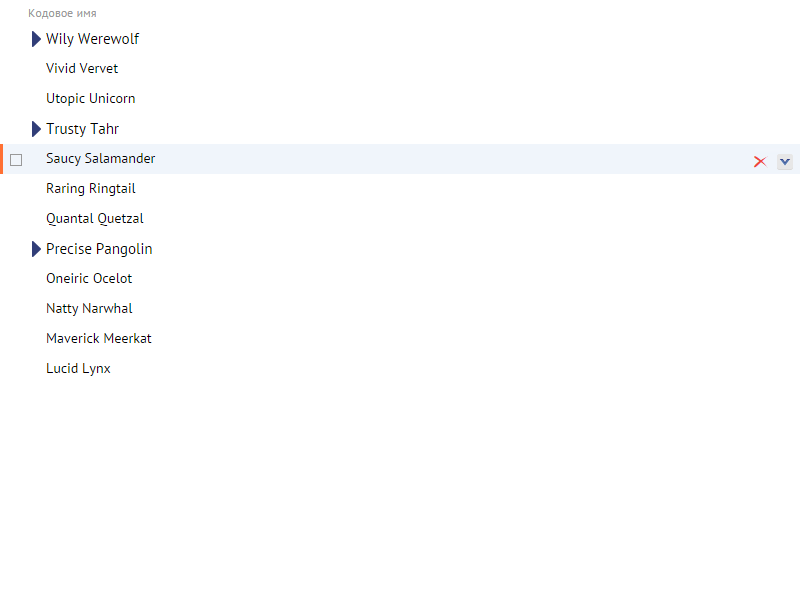 Кодовое имя
Wily Werewolf
Vivid Vervet
Utopic Unicorn
Trusty Tahr
Saucy Salamander
Raring Ringtail
Quantal Quetzal
Precise Pangolin
Oneiric Ocelot
Natty Narwhal
Maverick Meerkat
Lucid Lynx